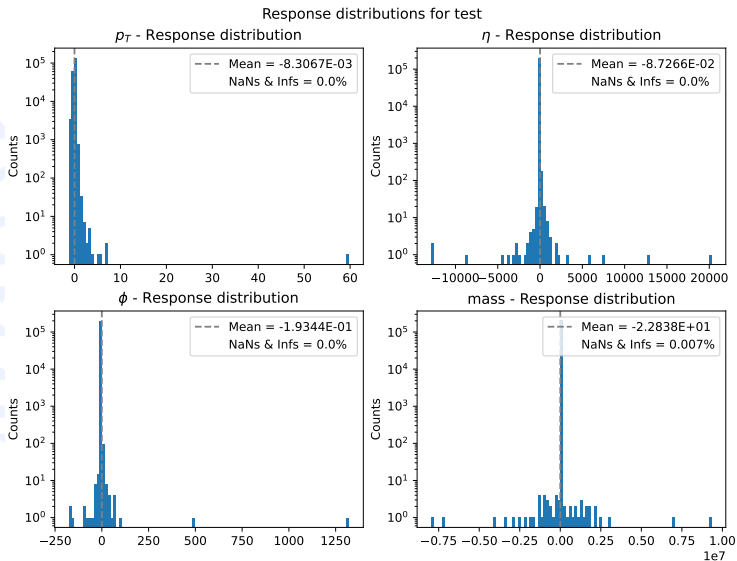 Response distributions for test
p_T - Response distribution
Counts
10^5
10^4
10^3
10^2
10^1
10^0
0 10 20 30 40 50 60
Mean = -8.3067E-03
NaNs & Infs = 0.0%
η - Response distribution
Counts
10^5
10^4
10^3
10^2
10^1
10^0
−10000 −5000 0 5000 10000 15000 20000
Mean = -8.7266E-02
NaNs & Infs = 0.0%
ϕ - Response distribution
Counts
10^5
10^4
10^3
10^2
10^1
10^0
−250 0 250 500 750 1000 1250
Mean = -1.9344E-01
NaNs & Infs = 0.0%
mass - Response distribution
Counts
10^5
10^4
10^3
10^2
10^1
10^0
−0.75 −0.50 −0.25 0.00 0.25 0.50 0.75 1.00
1e7
Mean = -2.2838E+01
NaNs & Infs = 0.007%